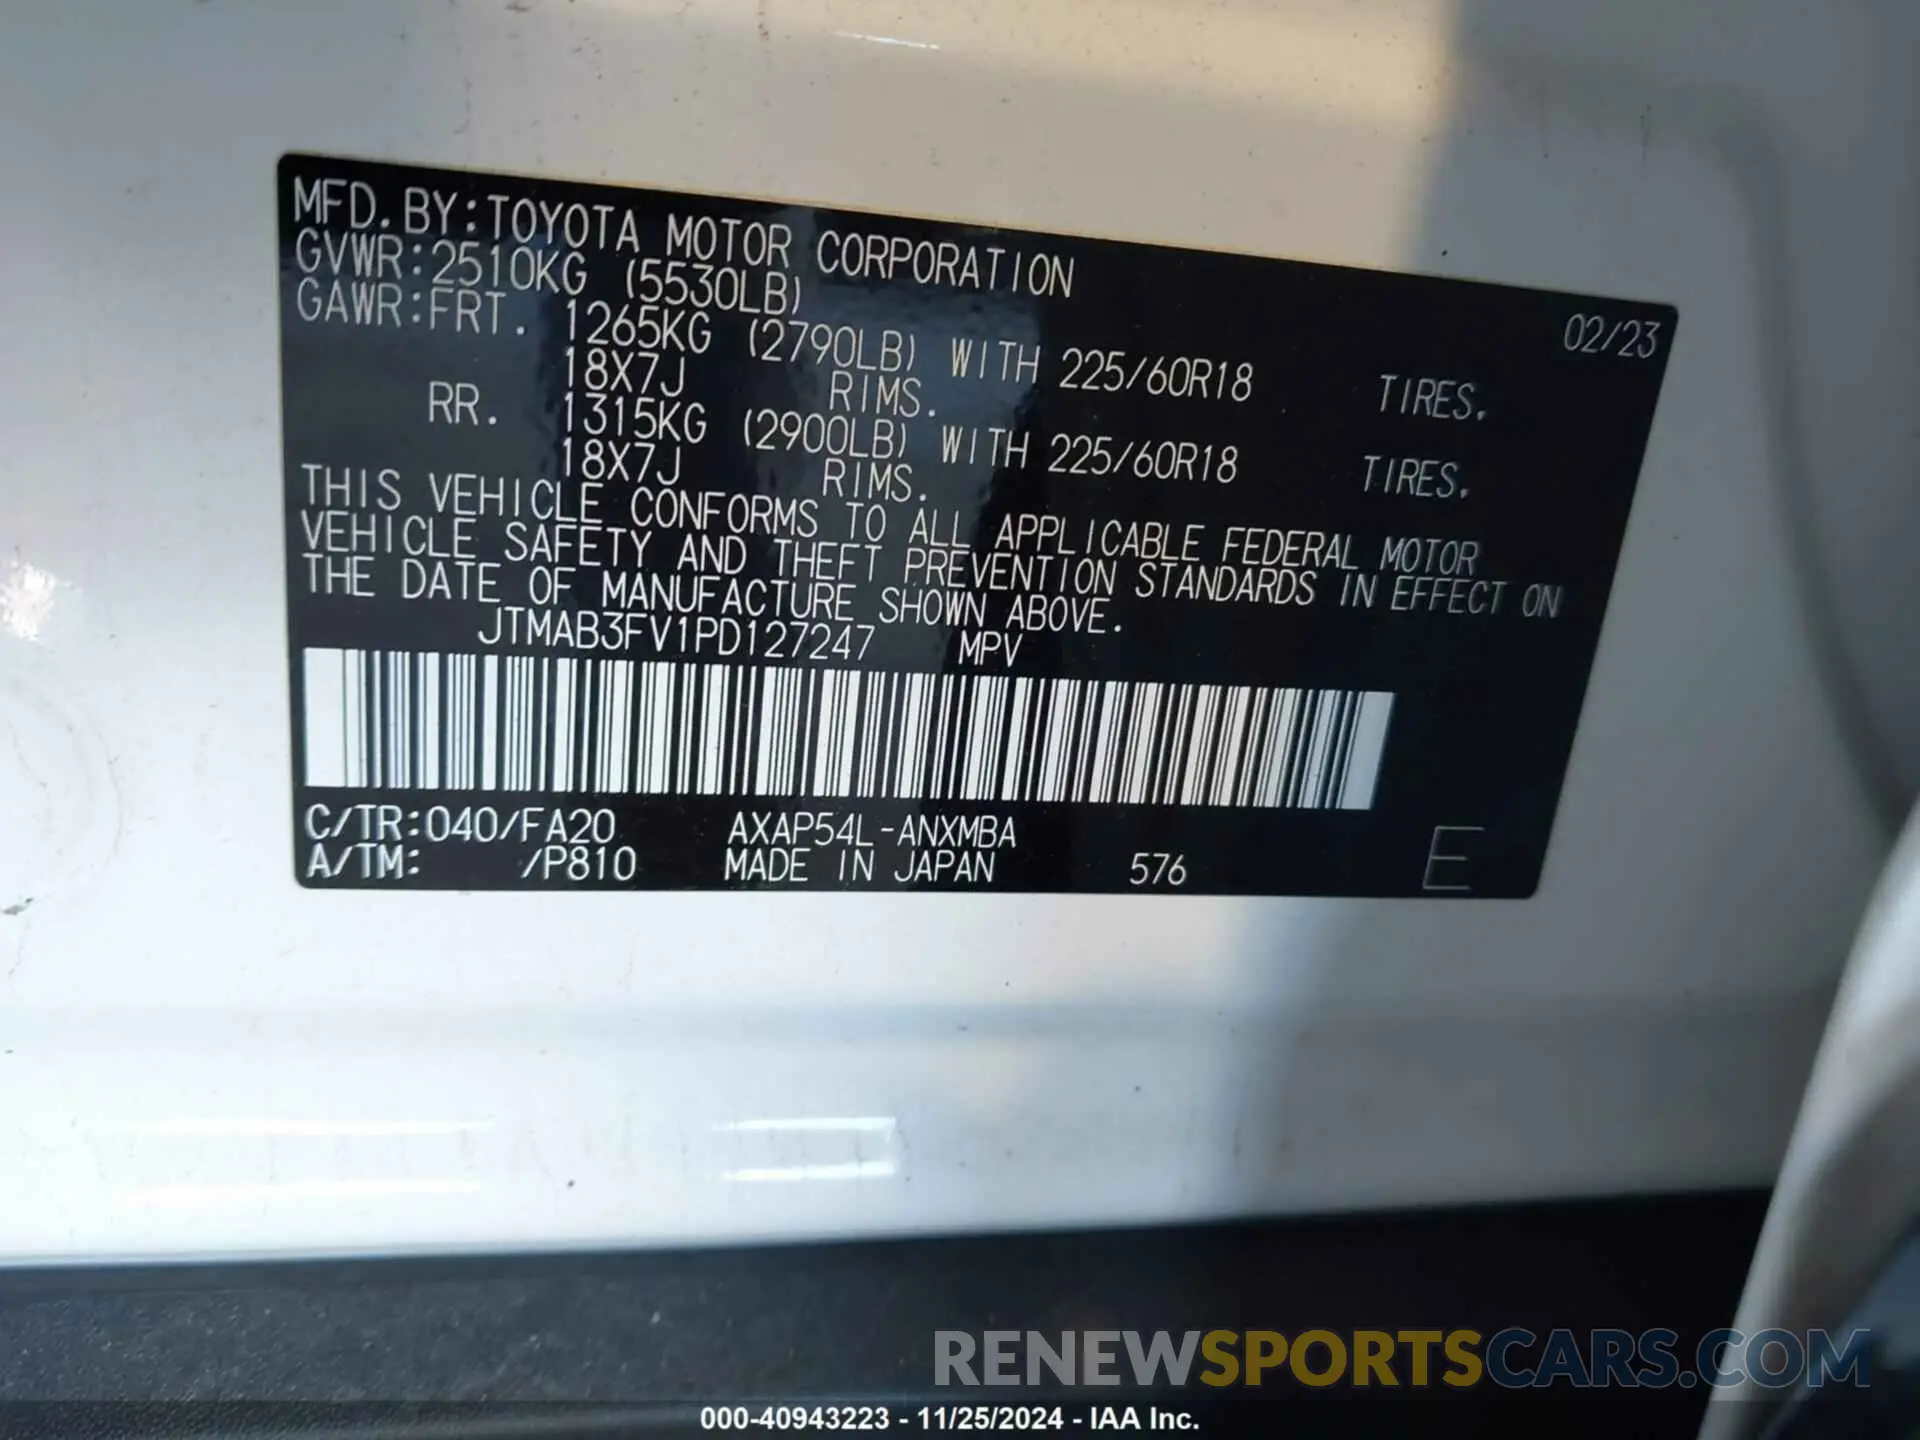 MFD. BY: TOYOTA MOTOR CORPORATION 02/23
GVWR: 2510KG (5530LB)
GAWR: FRT. 1265KG (2790LB) WITH 225/60R18 TIRES.
18X7J RIMS.
RR. 1315KG (2900LB) WITH 225/60R18 TIRES.
18X7J RIMS.
THIS VEHICLE CONFORMS TO ALL APPLICABLE FEDERAL MOTOR
VEHICLE SAFETY AND THEFT PREVENTION STANDARDS IN EFFECT ON
THE DATE OF MANUFACTURE SHOWN ABOVE.
JTMAB3FV1PD127247 MPV
C/TR: 040/FA20 AXAP54L-ANXMBA
A/TM: /P810 MADE IN JAPAN 576 E
RENEWSPORTSCARS.COM
000-40943223 - 11/25/2024 - IAA Inc.